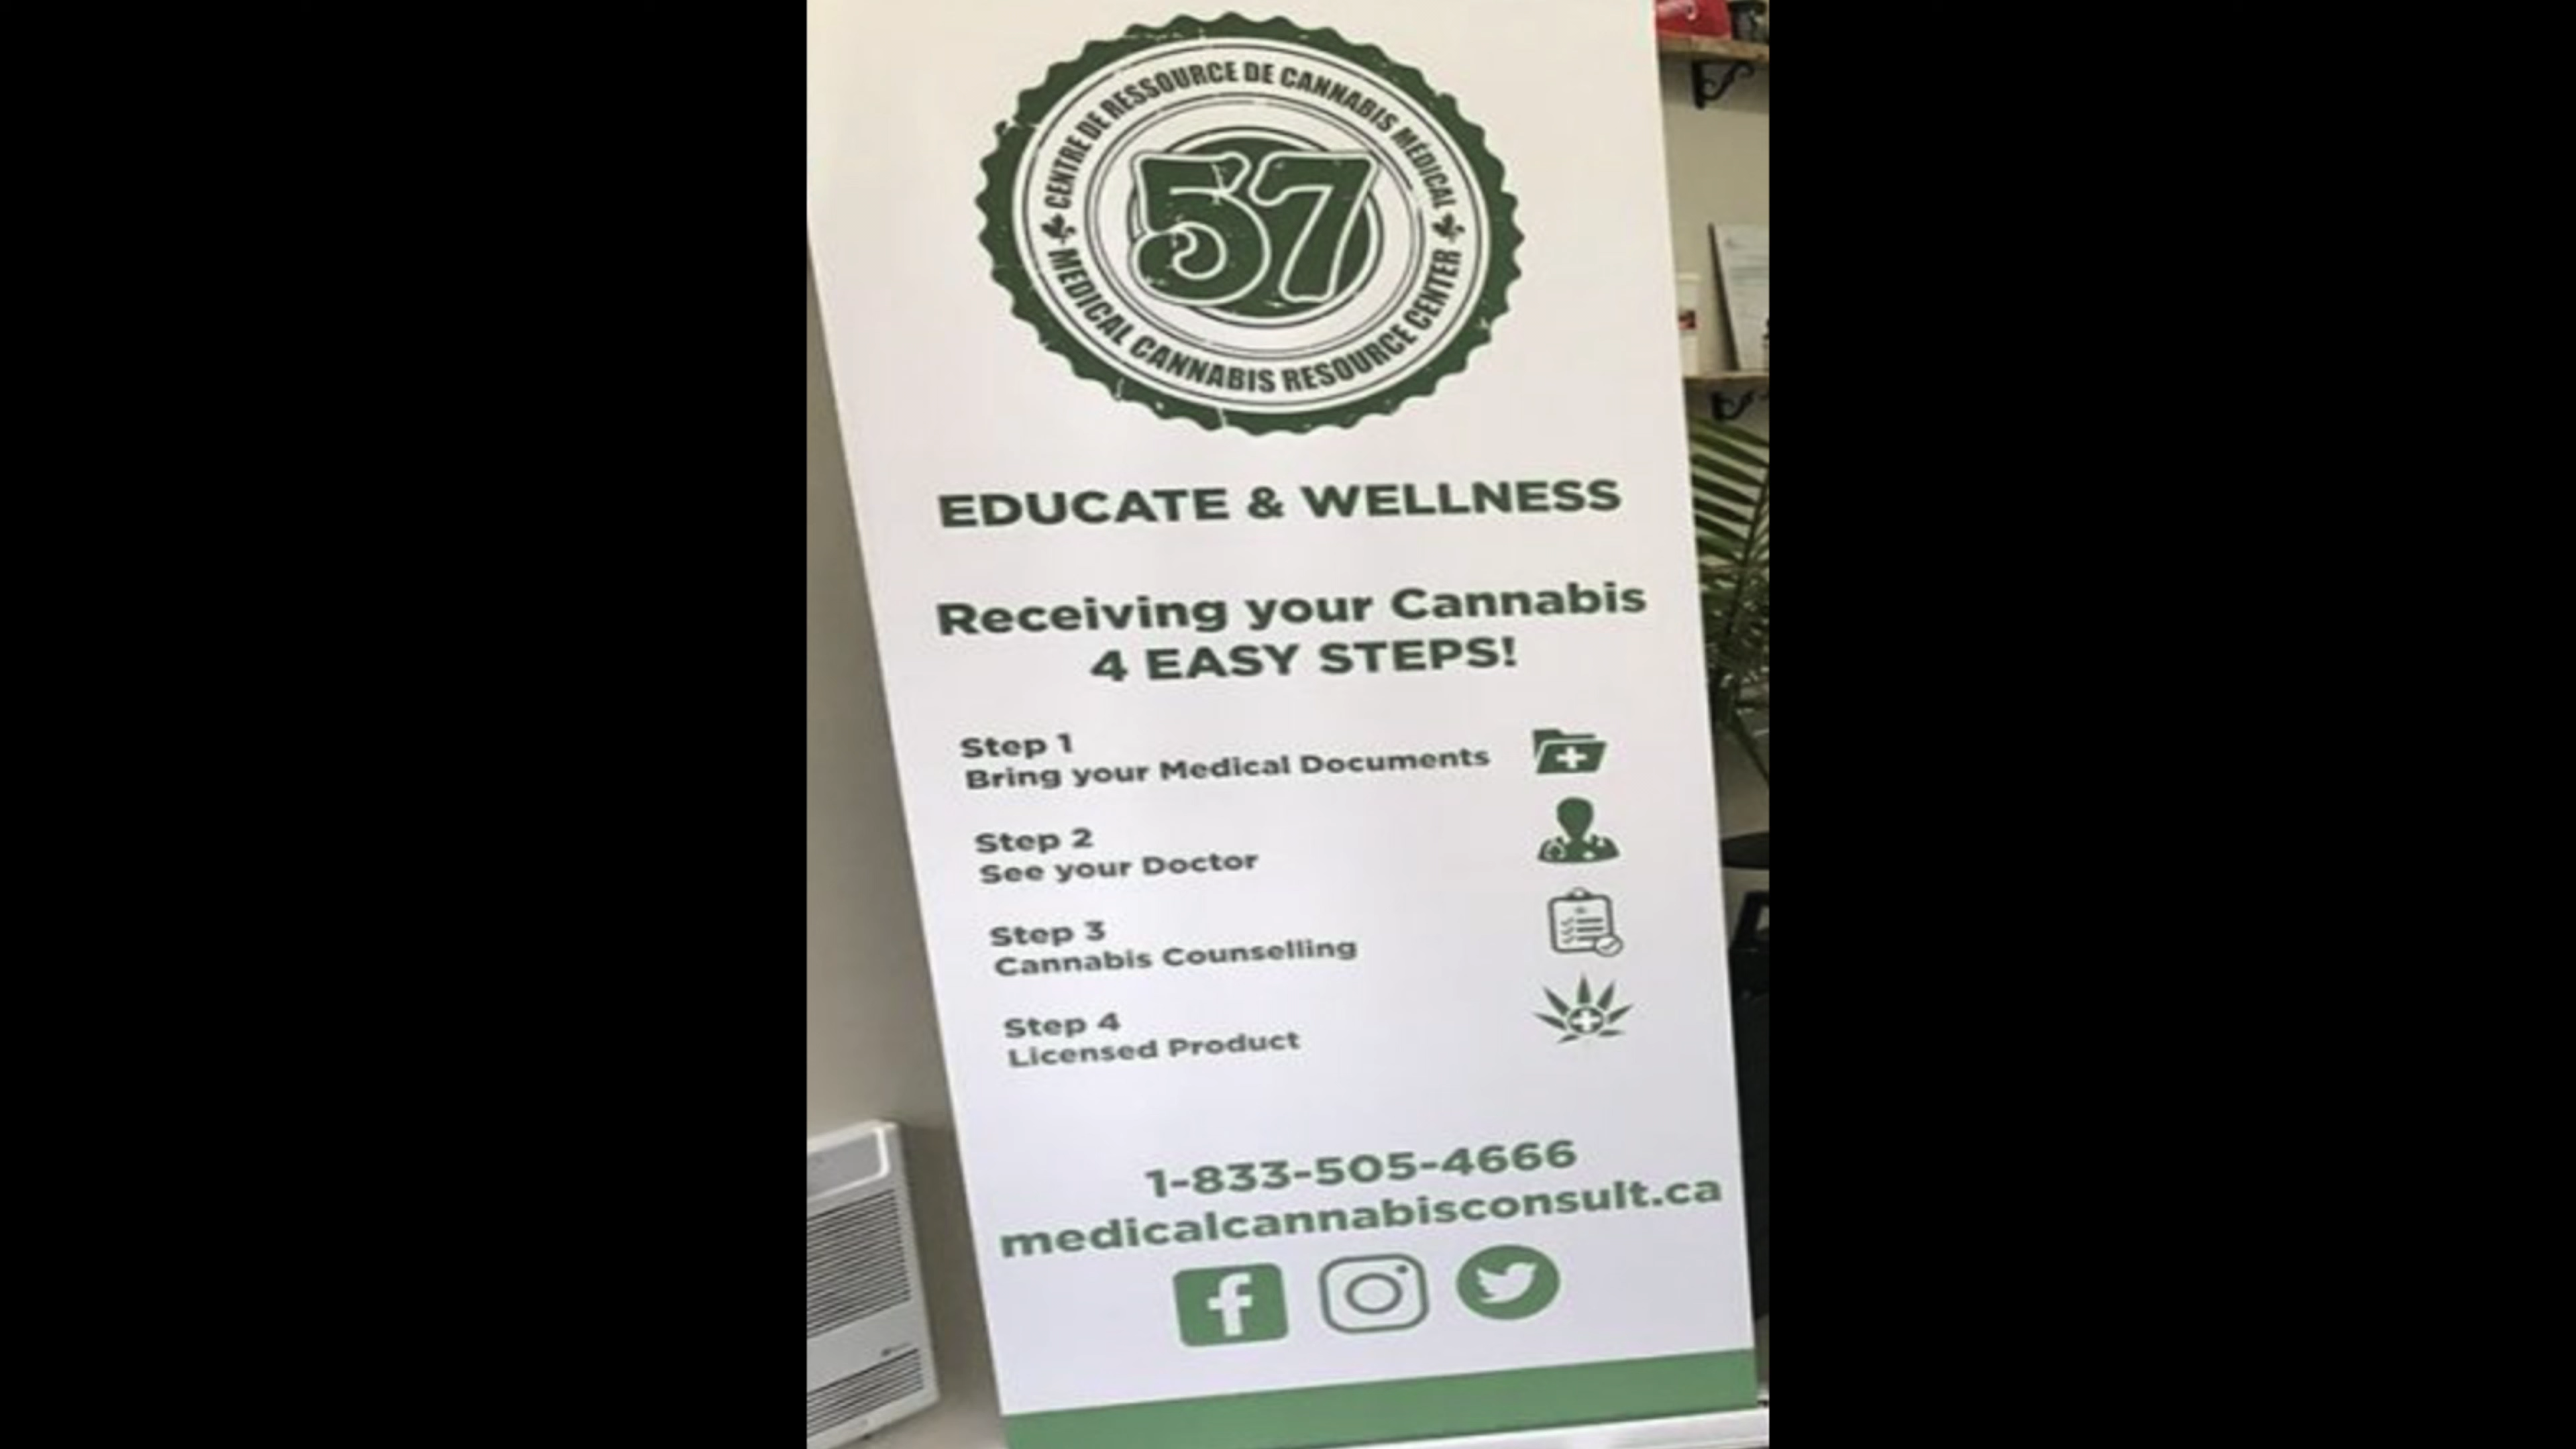 CENTRE DE RESSOURCE DE CANNABIS MÉDICAL
57
MEDICAL CANNABIS RESOURCE CENTER
EDUCATE & WELLNESS
Receiving your Cannabis
4 EASY STEPS!
Step 1
Bring your Medical Documents
Step 2
See your Doctor
Step 3
Cannabis Counselling
Step 4
Licensed Product
1-833-505-4666
medicalcannabisconsult.ca